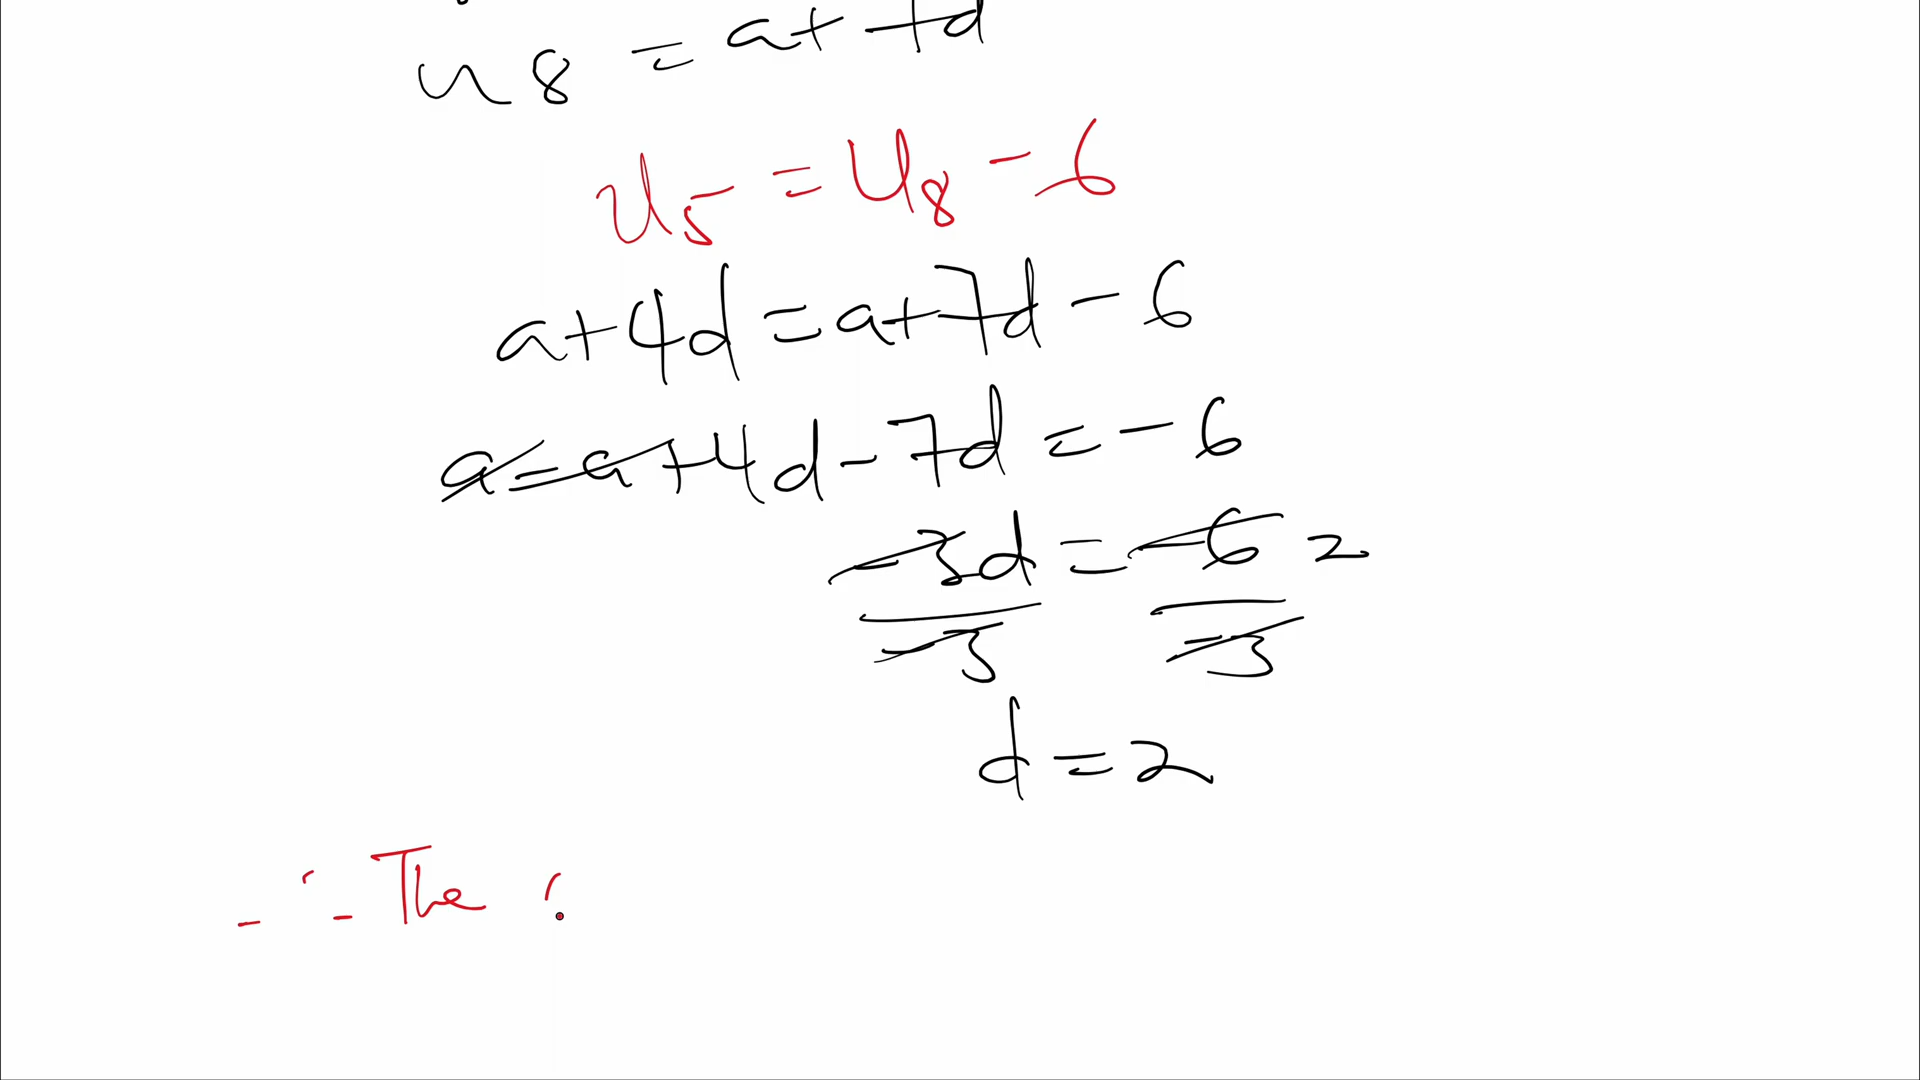 u8 = a+7d
U5 = U8 - 6
a+4d = a+7d - 6
a - a+4d - 7d = - 6
-3d = -6 2
-3 -3
d = 2
∴ The